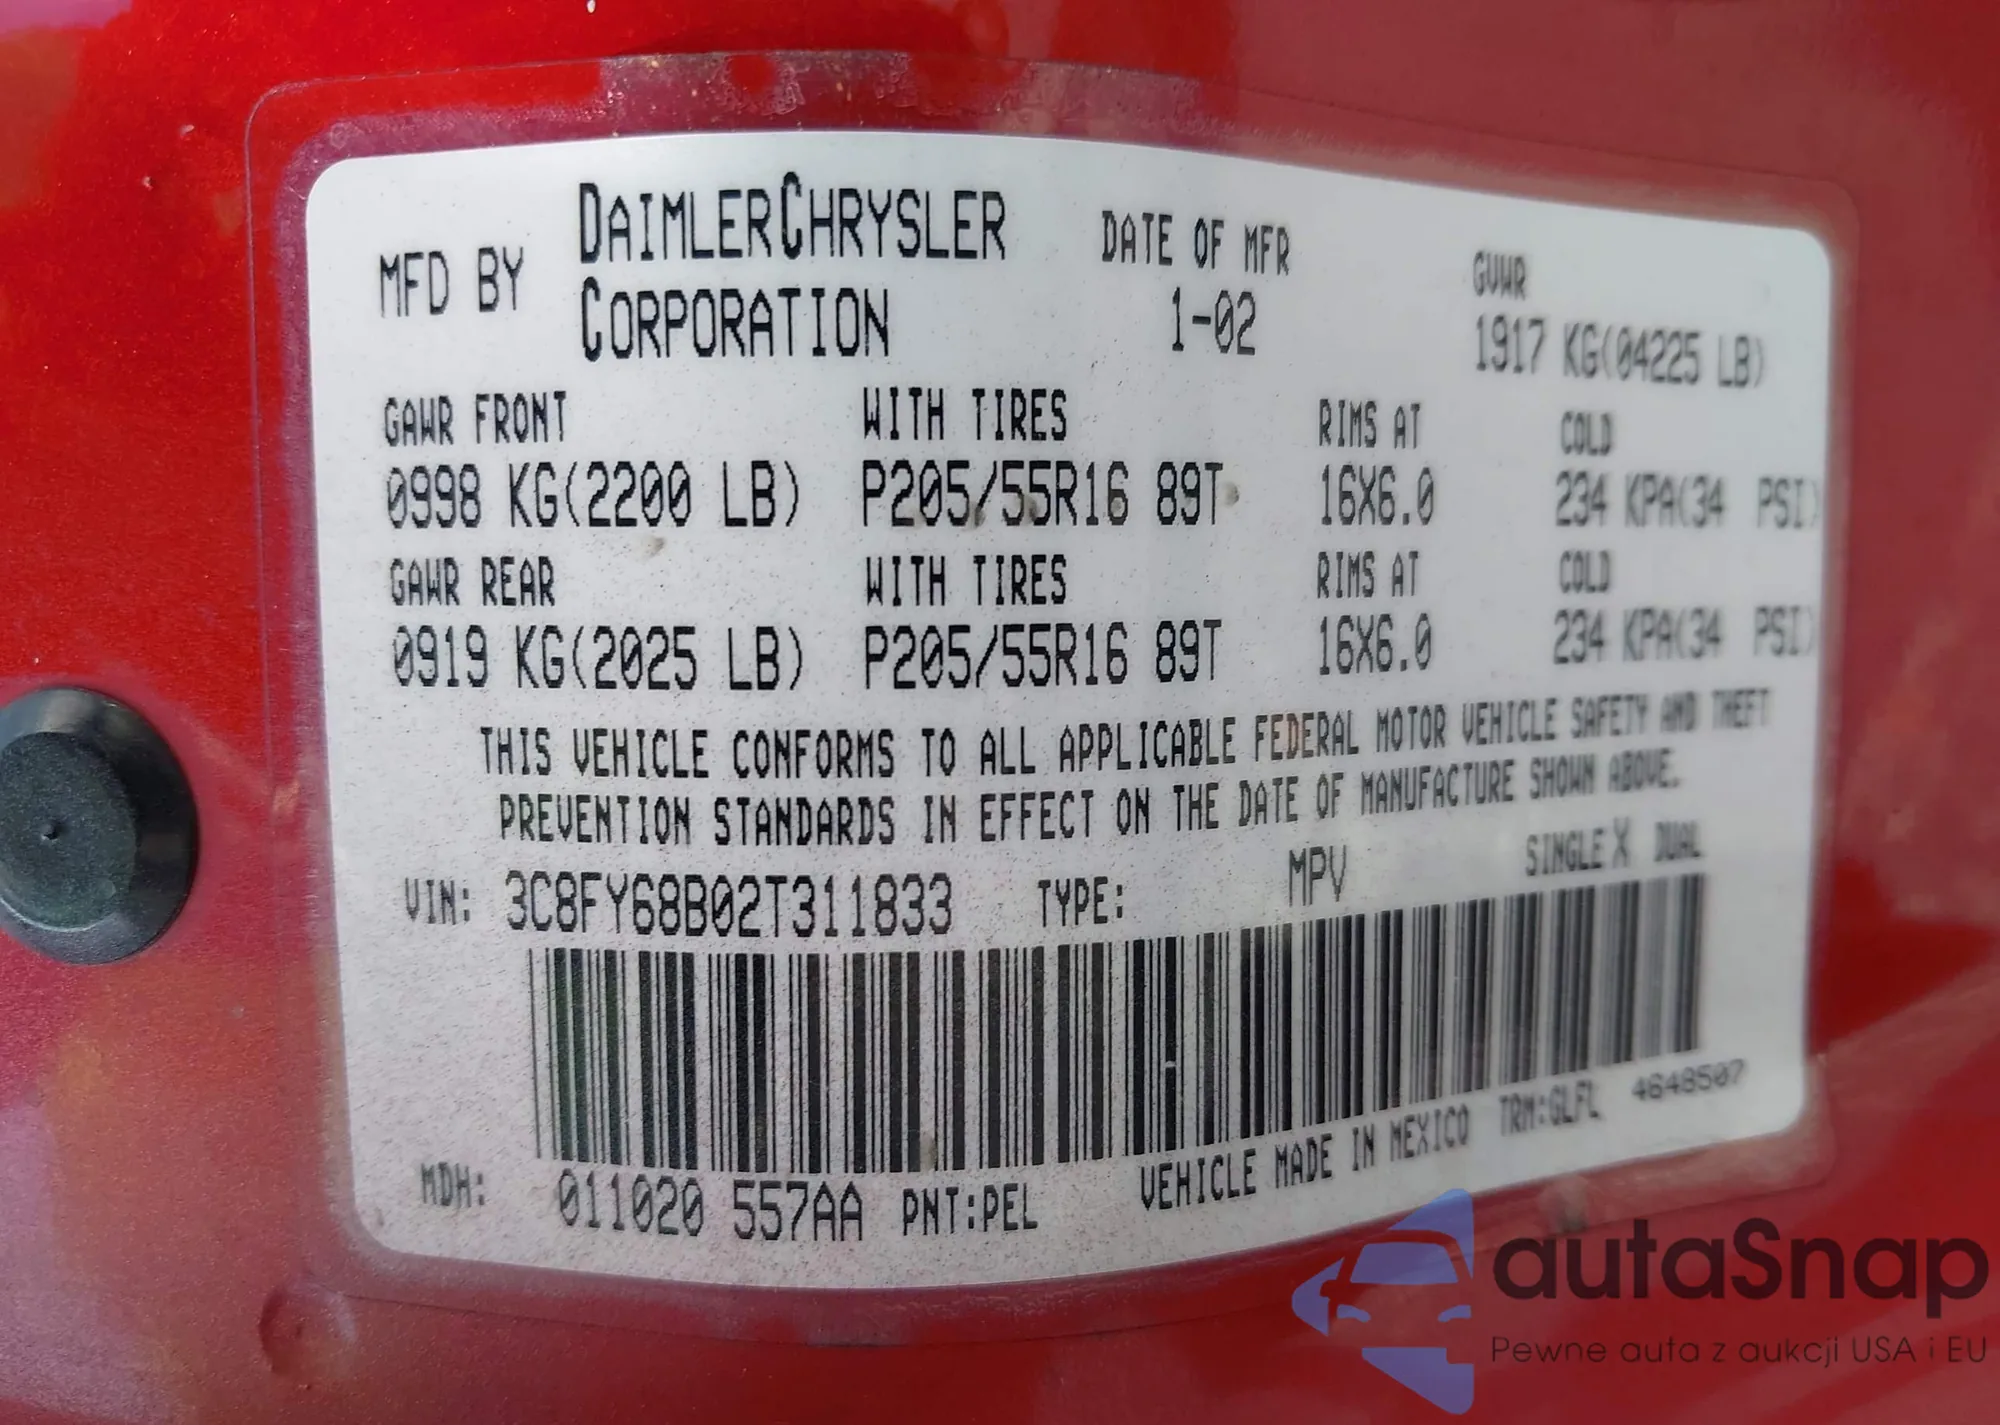 MFD BY DAIMLERCHRYSLER CORPORATION
DATE OF MFR
1-02
GVWR
1917 KG(04225 LB)
GAWR FRONT WITH TIRES RIMS AT COLD
0998 KG(2200 LB) P205/55R16 89T 16X6.0 234 KPA(34 PSI)
GAWR REAR WITH TIRES RIMS AT COLD
0919 KG(2025 LB) P205/55R16 89T 16X6.0 234 KPA(34 PSI)
THIS VEHICLE CONFORMS TO ALL APPLICABLE FEDERAL MOTOR VEHICLE SAFETY AND THEFT
PREVENTION STANDARDS IN EFFECT ON THE DATE OF MANUFACTURE SHOWN ABOVE.
VIN: 3C8FY68B02T311833 TYPE: MPV SINGLE X DUAL
MDH: 011020 557AA PNT:PEL VEHICLE MADE IN MEXICO TRM:GLFL 4648507
autaSnap
Pewne auta z aukcji USA i EU